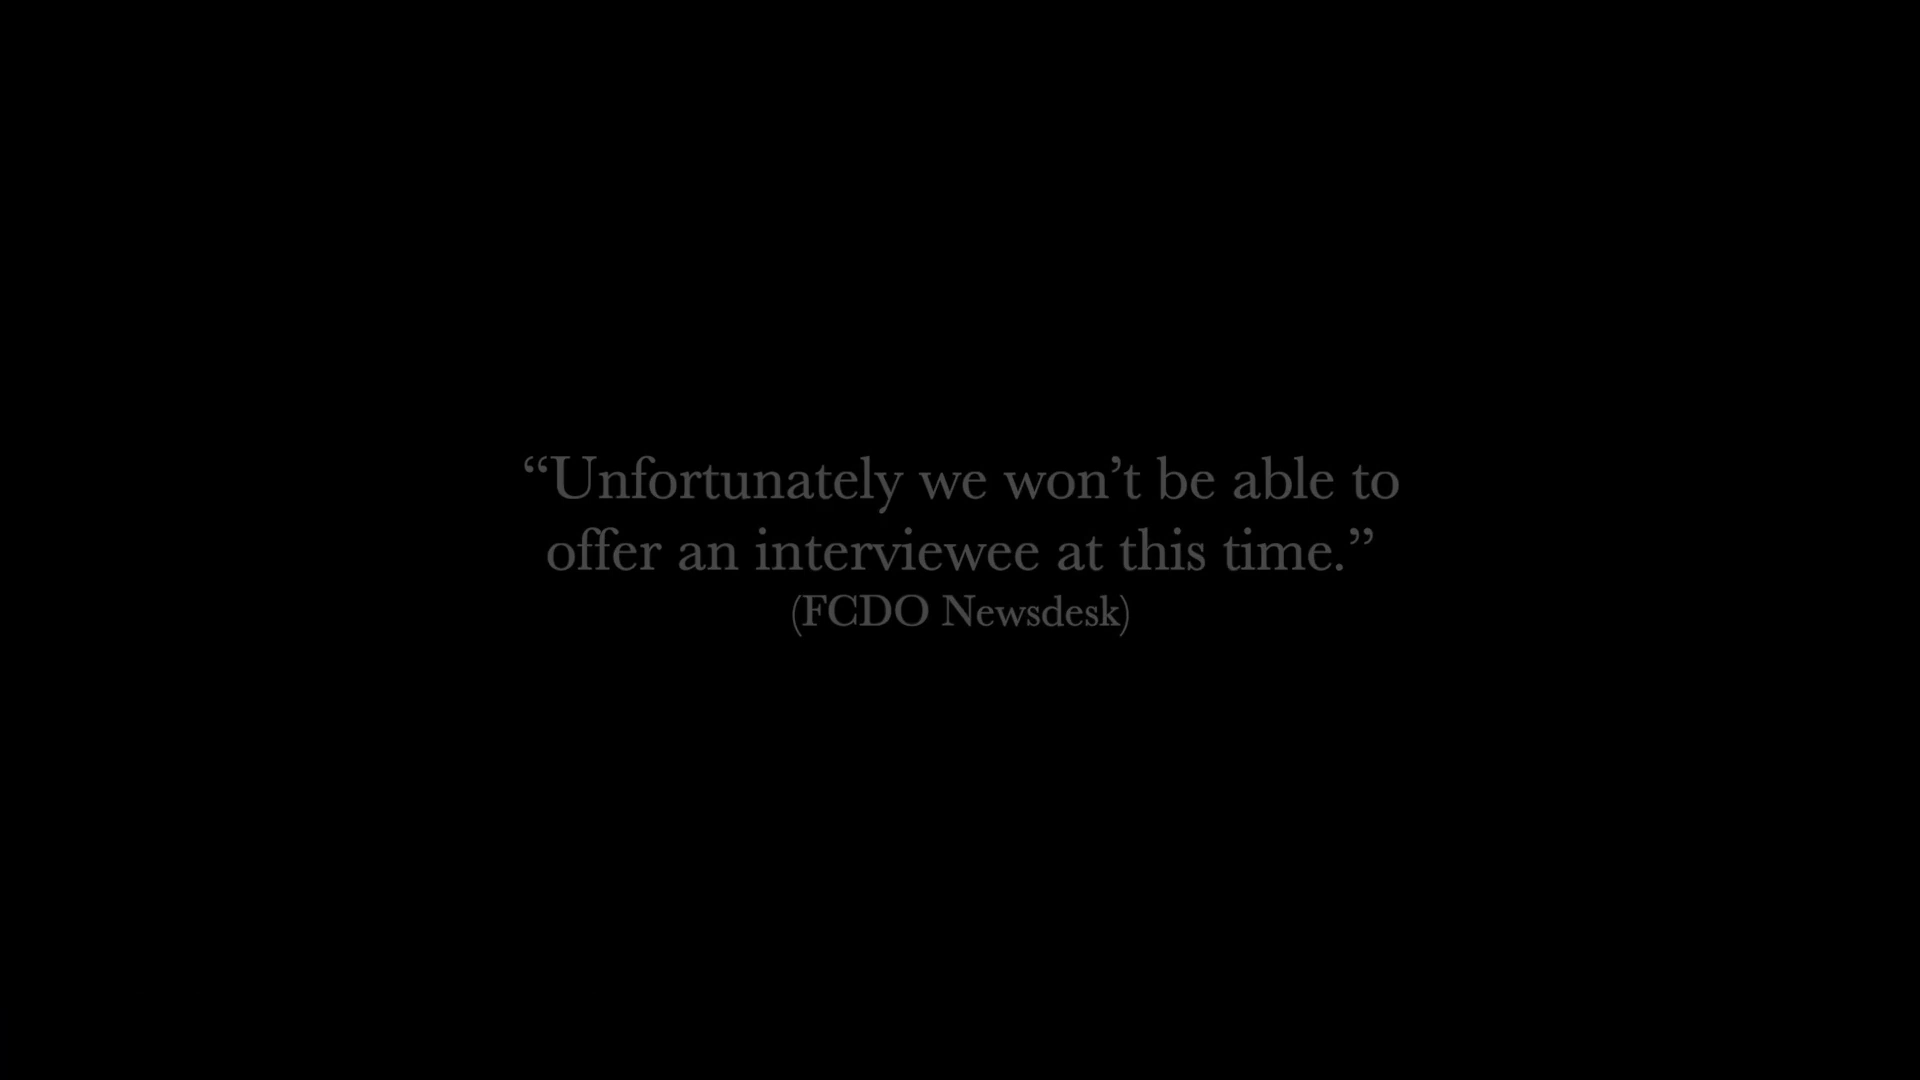 “Unfortunately we won’t be able to
offer an interviewee at this time.”
(FCDO Newsdesk)